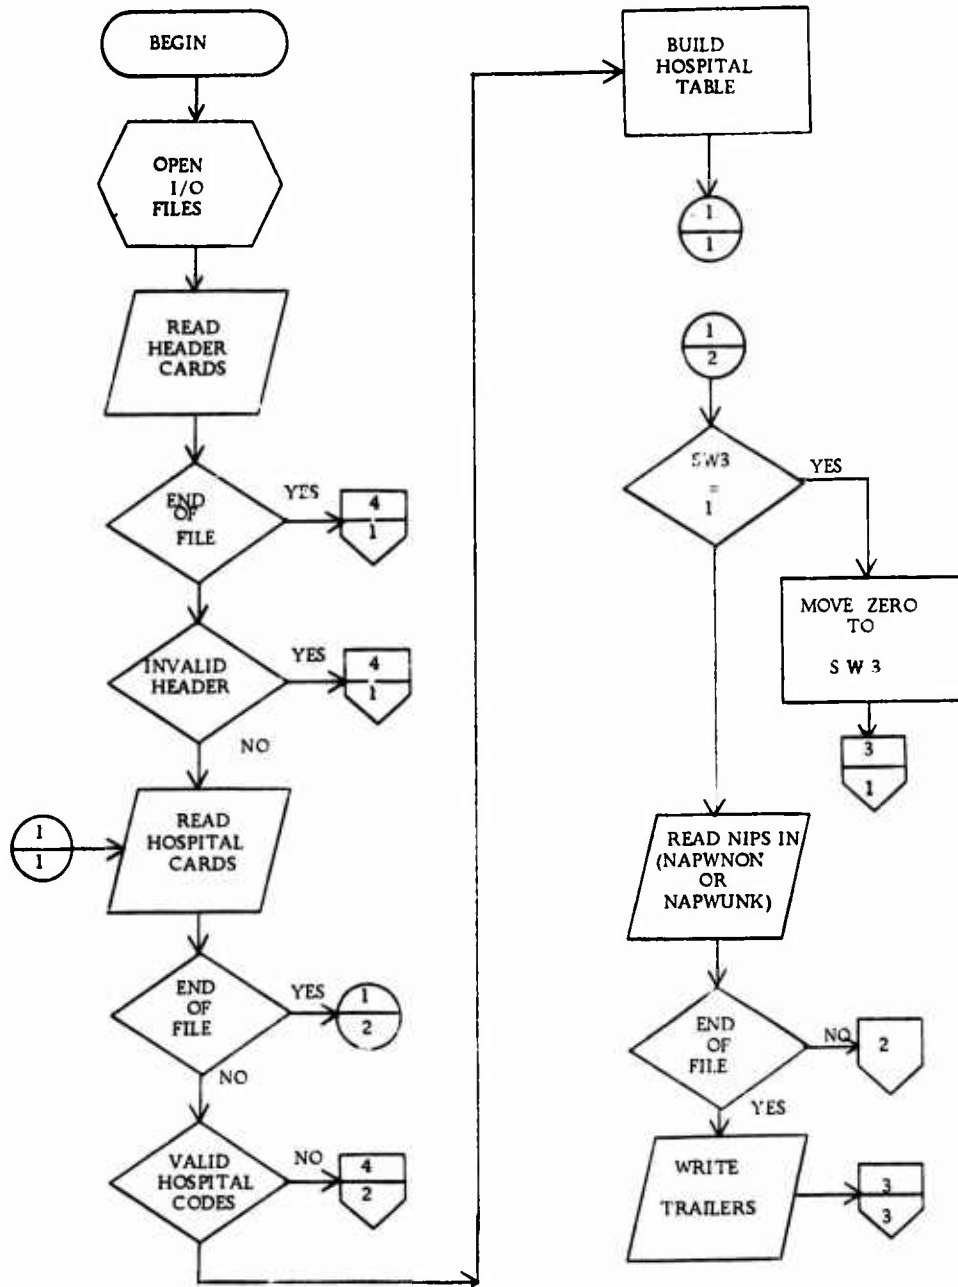 BEGIN
OPEN
I/O
FILES
READ
HEADER
CARDS
END
OF
FILE
YES
4
1
INVALID
HEADER
YES
4
1
NO
1
1
READ
HOSPITAL
CARDS
END
OF
FILE
YES
1
2
NO
VALID
HOSPITAL
CODES
NO
4
2
BUILD
HOSPITAL
TABLE
1
1
1
2
SW3
=
1
YES
MOVE ZERO
TO
SW3
3
1
READ NIPS IN
(NAPWNON
OR
NAPWUNK)
END
OF
FILE
NO
2
YES
WRITE
TRAILERS
3
3